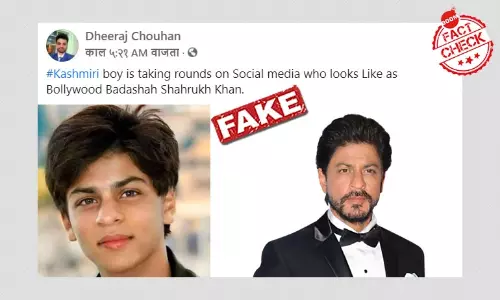 Dheeraj Chouhan
काल ५:२१ AM वाजता ·
#Kashmiri boy is taking rounds on Social media who looks Like as
Bollywood Badashah Shahrukh Khan.
FAKE
100%
FACT
CHECK